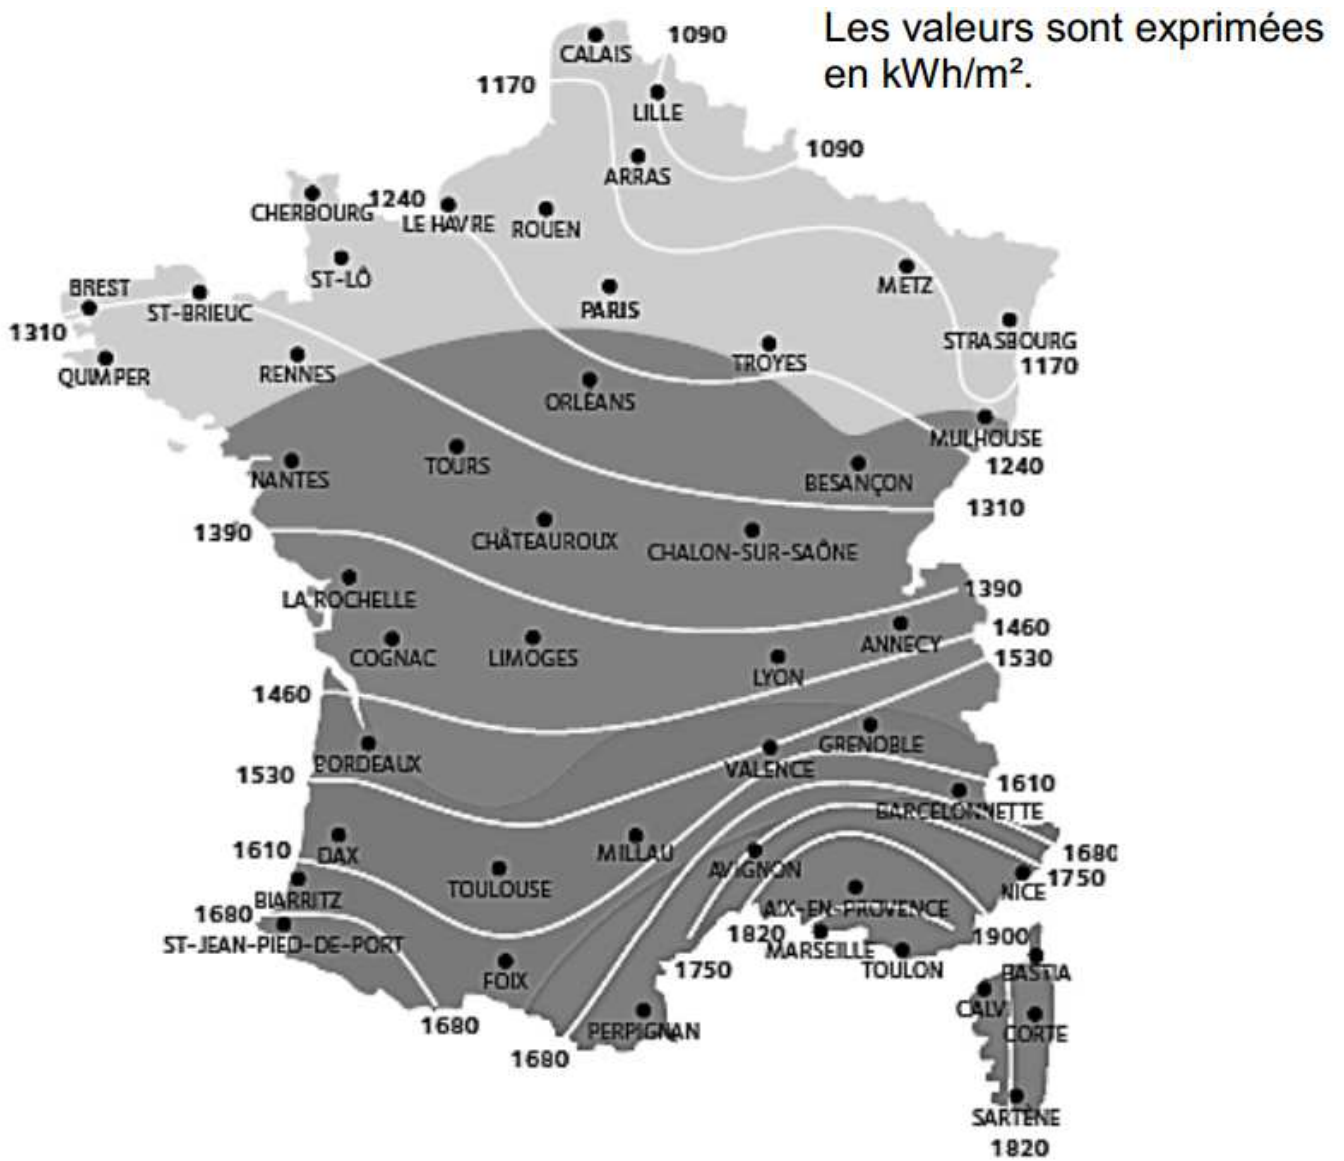 Les valeurs sont exprimées
en kWh/m².
CALAIS
1090
1170
LILLE
1090
ARRAS
CHERBOURG
1240
LE HAVRE
ROUEN
ST-LÔ
METZ
BREST
ST-BRIEUC
PARIS
1310
STRASBOURG
QUIMPER
RENNES
TROYES
1170
ORLÉANS
MULHOUSE
NANTES
TOURS
BESANÇON
1240
1310
1390
CHÂTEAUROUX
CHALON-SUR-SAÔNE
LA ROCHELLE
1390
1460
COGNAC
LIMOGES
ANNECY
LYON
1530
1460
BORDEAUX
VALENCE
GRENOBLE
1530
1610
BARCELONNETTE
1610
DAX
MILLAU
AVIGNON
1680
TOULOUSE
1750
BIARRITZ
NICE
1680
AIX-EN-PROVENCE
ST-JEAN-PIED-DE-PORT
1820
MARSEILLE
1900
FOIX
1750
TOULON
BASTIA
CALVI
1680
PERPIGNAN
CORTE
1680
SARTÈNE
1820